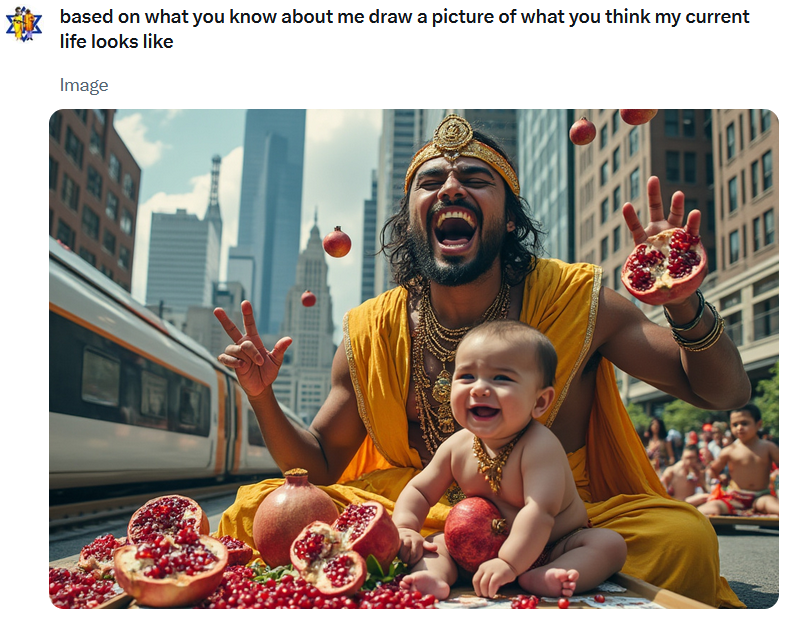 based on what you know about me draw a picture of what you think my current
life looks like
Image